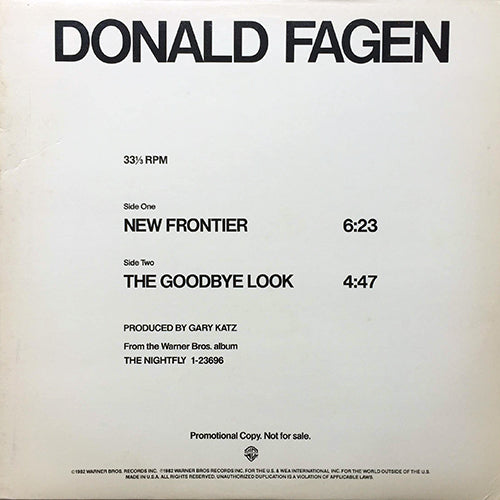 DONALD FAGEN
33⅓ RPM
Side One
NEW FRONTIER 6:23
Side Two
THE GOODBYE LOOK 4:47
PRODUCED BY GARY KATZ
From the Warner Bros. album
THE NIGHTFLY 1-23696
Promotional Copy. Not for sale.
©1982 WARNER BROS. RECORDS INC. ℗1982 WARNER BROS RECORDS INC. FOR THE U.S. & WEA INTERNATIONAL INC. FOR THE WORLD OUTSIDE OF THE U.S.
MADE IN U.S.A. ALL RIGHTS RESERVED. UNAUTHORIZED DUPLICATION IS A VIOLATION OF APPLICABLE LAWS.